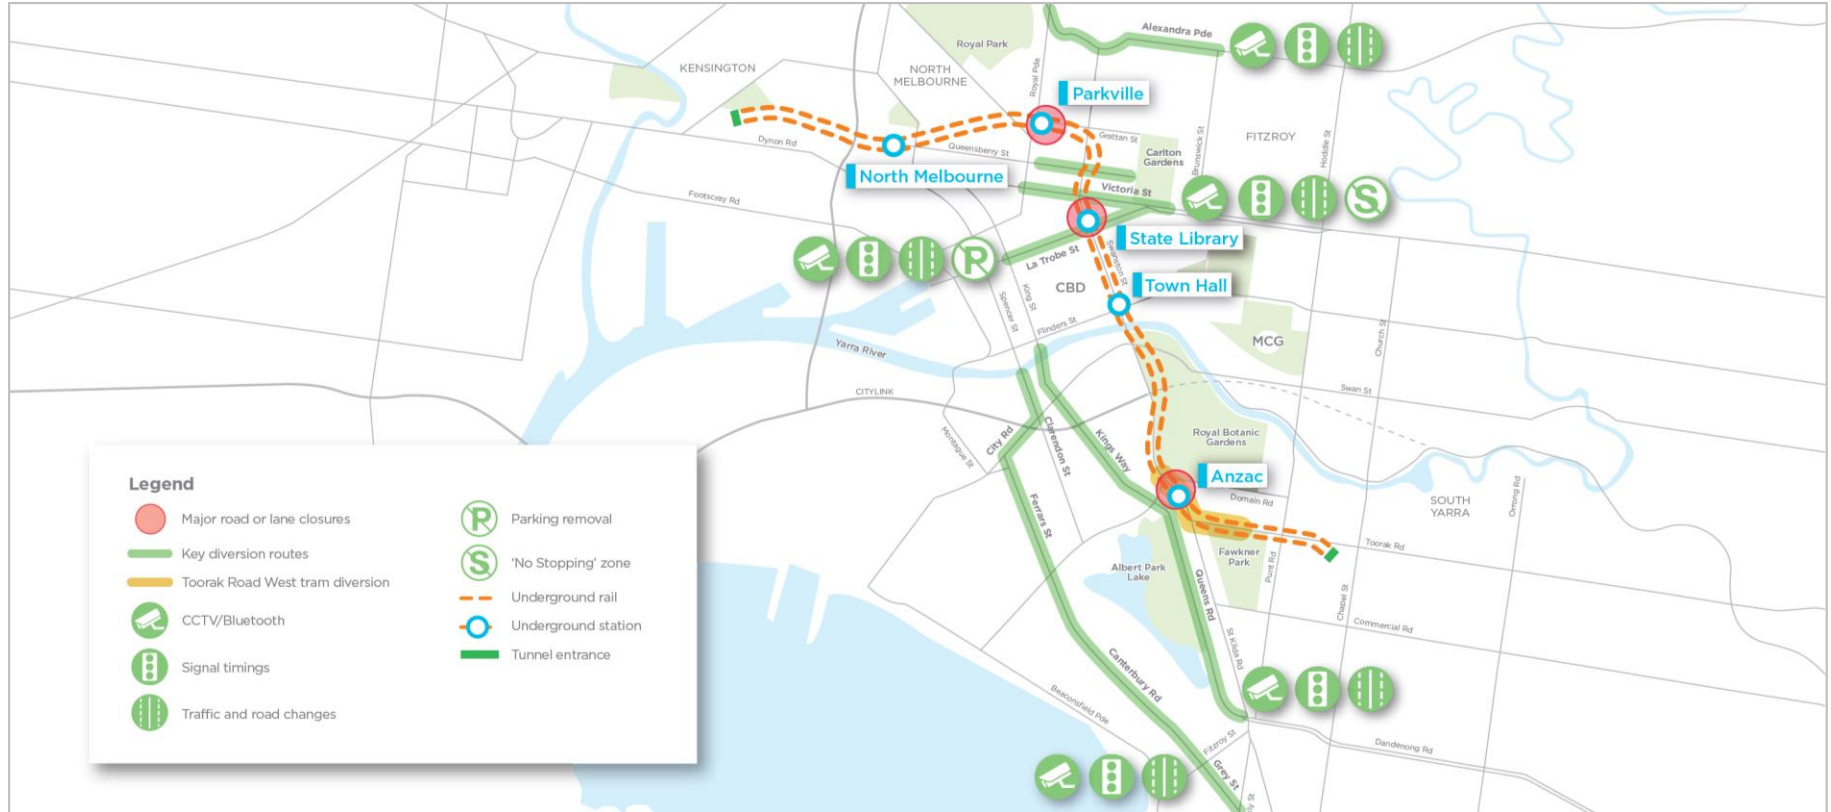 Alexandra Pde
Royal Park
KENSINGTON
NORTH
MELBOURNE
Royal Pde
Parkville
Grattan St
Brunswick St
FITZROY
Hoddle St
Dynon Rd
Queensberry St
Carlton
Gardens
North Melbourne
Victoria St
Footscray Rd
State Library
La Trobe St
Swanston St
P
S
CBD
Town Hall
King St
Spencer St
Flinders St
MCG
Church St
Yarra River
Swan St
CITYLINK
Montague St
City Rd
Clarendon St
Kings Way
Royal Botanic
Gardens
Anzac
Domain Rd
SOUTH
YARRA
Orrong Rd
Ferrars St
Toorak Rd
Fawkner
Park
Punt Rd
Albert Park
Lake
Queens Rd
Chapel St
Commercial Rd
St Kilda Rd
Canterbury Rd
Beaconsfield Pde
Fitzroy St
Grey St
Dandenong Rd
Legend
Major road or lane closures
Key diversion routes
Toorak Road West tram diversion
CCTV/Bluetooth
Signal timings
Traffic and road changes
P
Parking removal
S
'No Stopping' zone
Underground rail
Underground station
Tunnel entrance